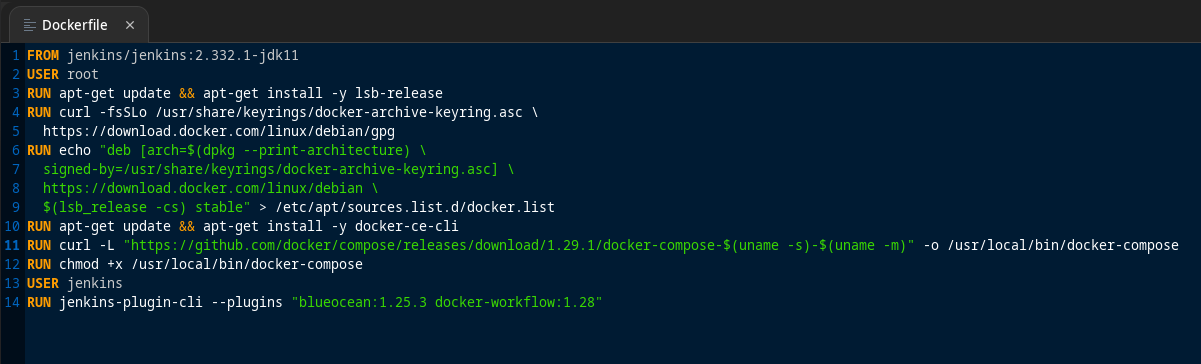 Dockerfile ×
1 FROM jenkins/jenkins:2.332.1-jdk11
2 USER root
3 RUN apt-get update && apt-get install -y lsb-release
4 RUN curl -fsSLo /usr/share/keyrings/docker-archive-keyring.asc \
5   https://download.docker.com/linux/debian/gpg
6 RUN echo "deb [arch=$(dpkg --print-architecture) \
7   signed-by=/usr/share/keyrings/docker-archive-keyring.asc] \
8   https://download.docker.com/linux/debian \
9   $(lsb_release -cs) stable" > /etc/apt/sources.list.d/docker.list
10 RUN apt-get update && apt-get install -y docker-ce-cli
11 RUN curl -L "https://github.com/docker/compose/releases/download/1.29.1/docker-compose-$(uname -s)-$(uname -m)" -o /usr/local/bin/docker-compose
12 RUN chmod +x /usr/local/bin/docker-compose
13 USER jenkins
14 RUN jenkins-plugin-cli --plugins "blueocean:1.25.3 docker-workflow:1.28"